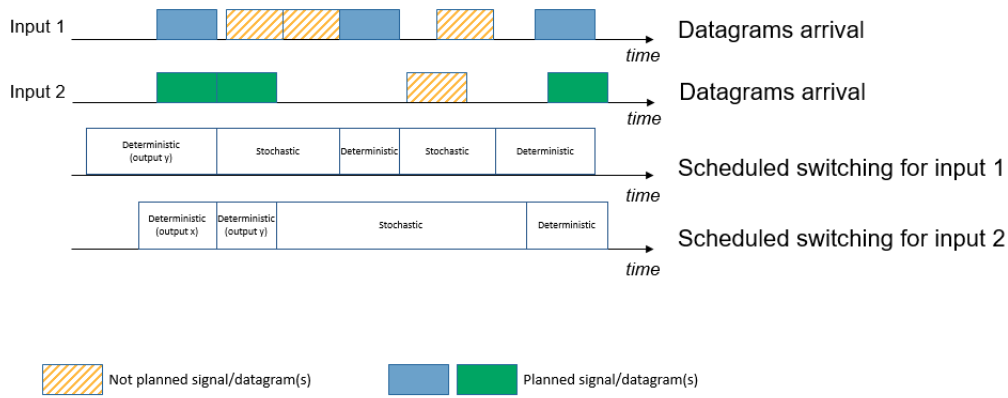 Input 1
time
Datagrams arrival
Input 2
time
Datagrams arrival
Deterministic
(output y)
Stochastic
Deterministic
Stochastic
Deterministic
time
Scheduled switching for input 1
Deterministic
(output x)
Deterministic
(output y)
Stochastic
Deterministic
time
Scheduled switching for input 2
Not planned signal/datagram(s)
Planned signal/datagram(s)